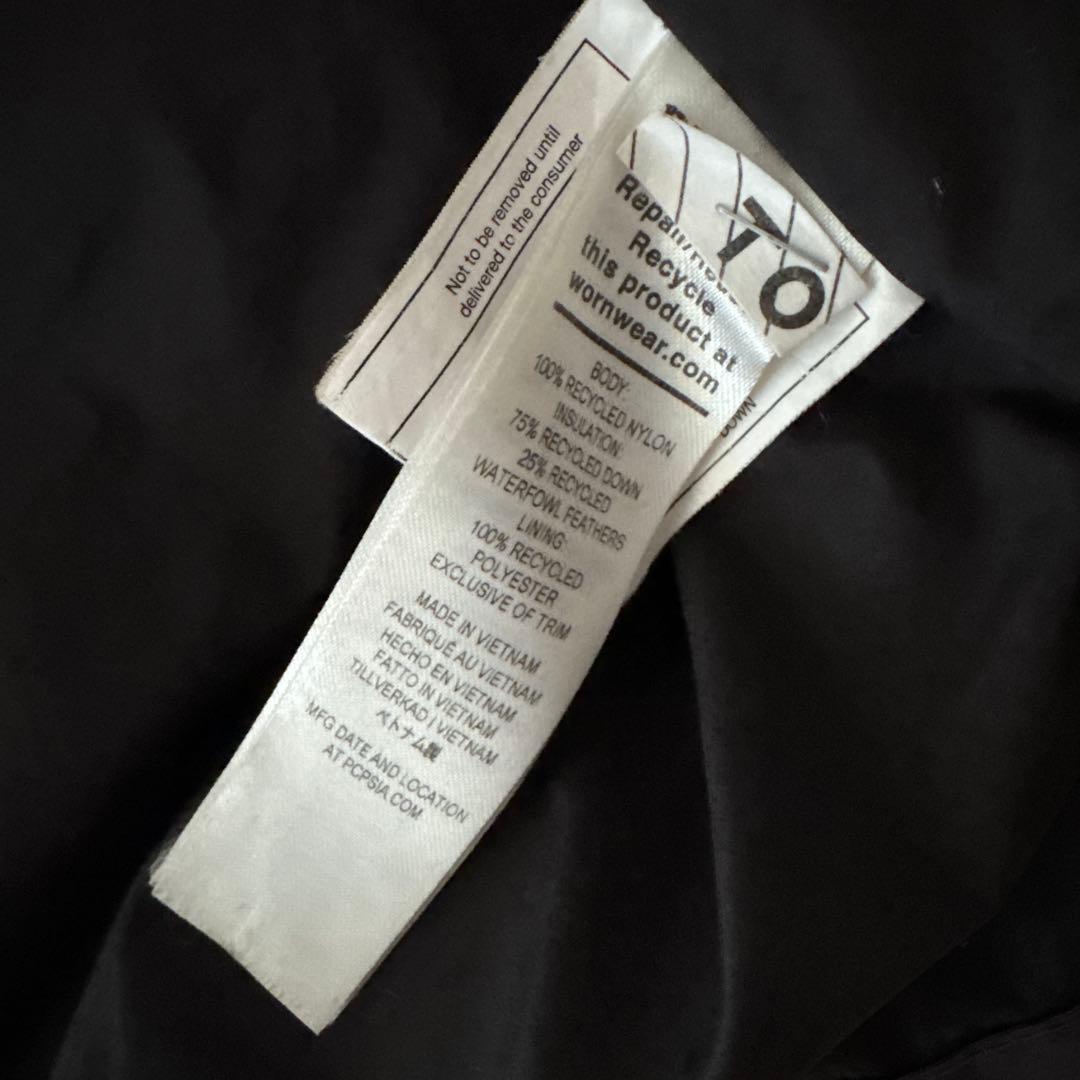 Not to be removed until
delivered to the consumer
TO
Recycle
this product at
wornwear.com
BODY:
100% RECYCLED NYLON
INSULATION:
75% RECYCLED DOWN
25% RECYCLED
WATERFOWL FEATHERS
LINING:
100% RECYCLED
POLYESTER
EXCLUSIVE OF TRIM
MADE IN VIETNAM
FABRIQUÉ AU VIETNAM
HECHO EN VIETNAM
FATTO IN VIETNAM
TILLVERKAD I VIETNAM
ベトナム製
MFG DATE AND LOCATION
AT PCPSIA.COM
DOWN